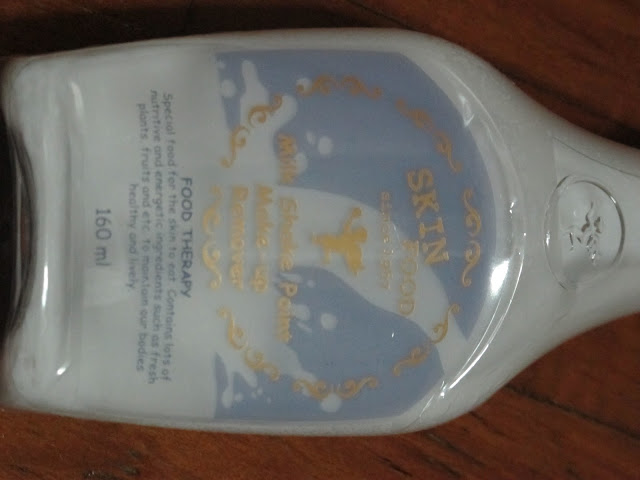 SKIN
FOOD
SINCE 1957
Milk Shake Point
Make-up
Remover
FOOD THERAPY
Special food for the skin to eat. Contains lots of
nutritive and energetic ingredients such as fresh
plants, fruits and etc. to maintain our bodies
healthy and lively.
160 ml